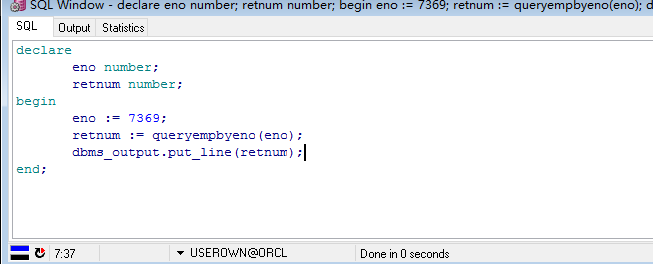 SQL Window - declare eno number; retnum number; begin eno := 7369; retnum := queryempbyeno(eno); d
SQL Output Statistics
declare
eno number;
retnum number;
begin
eno := 7369;
retnum := queryempbyeno(eno);
dbms_output.put_line(retnum);
end;
7:37 USEROWN@ORCL Done in 0 seconds